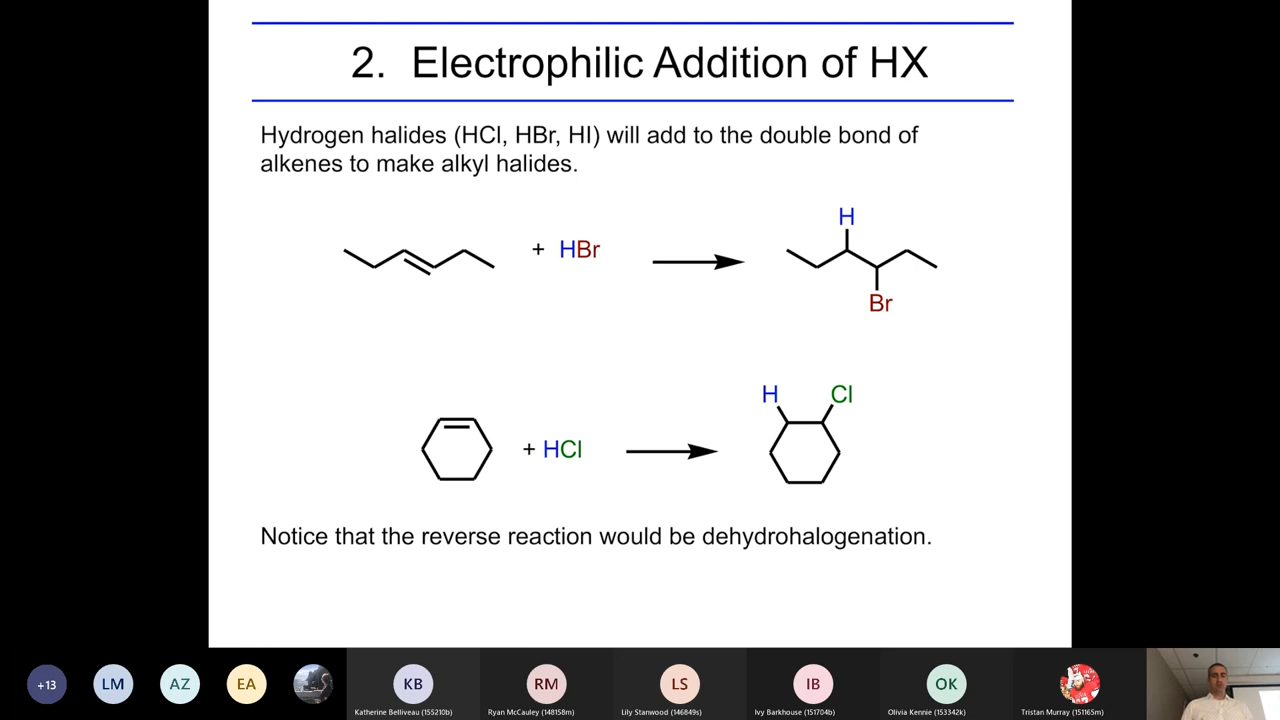 2. Electrophilic Addition of HX
Hydrogen halides (HCl, HBr, HI) will add to the double bond of
alkenes to make alkyl halides.
+ HBr
H
Br
+ HCl
H Cl
Notice that the reverse reaction would be dehydrohalogenation.
+13 LM AZ EA KB RM LS IB OK
Katherine Belliveau (155210b) Ryan McCauley (148158m) Lily Stanwood (146849s) Ivy Barkhouse (151704b) Olivia Kennie (153342k) Tristan Murray (151165m)